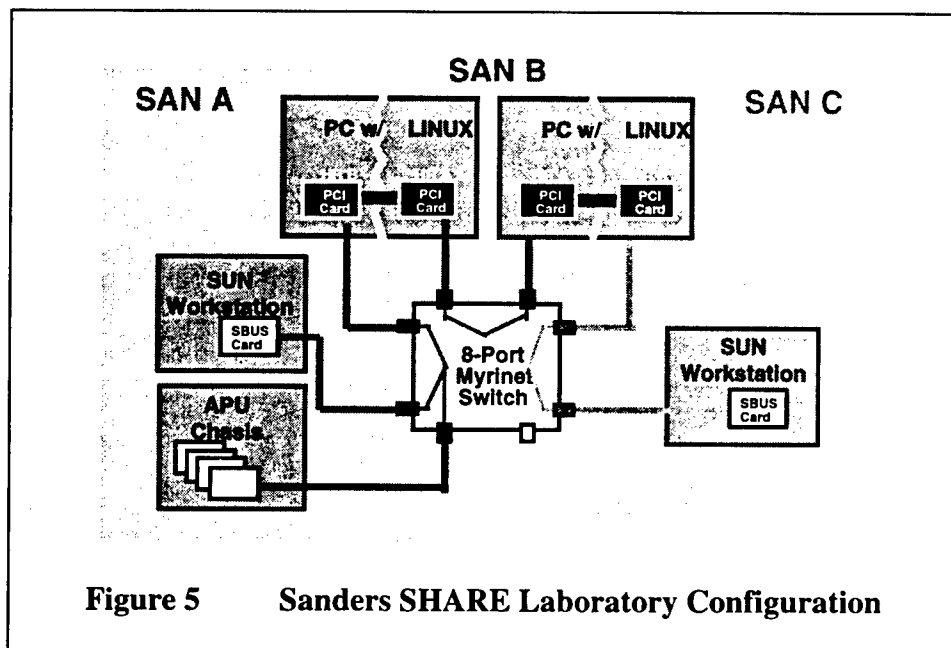 SAN B
SAN A
SAN C
PC w/ LINUX
PC w/ LINUX
PCI
Card
PCI
Card
PCI
Card
PCI
Card
SUN
Workstation
SBUS
Card
8-Port
Myrinet
Switch
SUN
Workstation
SBUS
Card
APU
Chasis
Figure 5 Sanders SHARE Laboratory Configuration